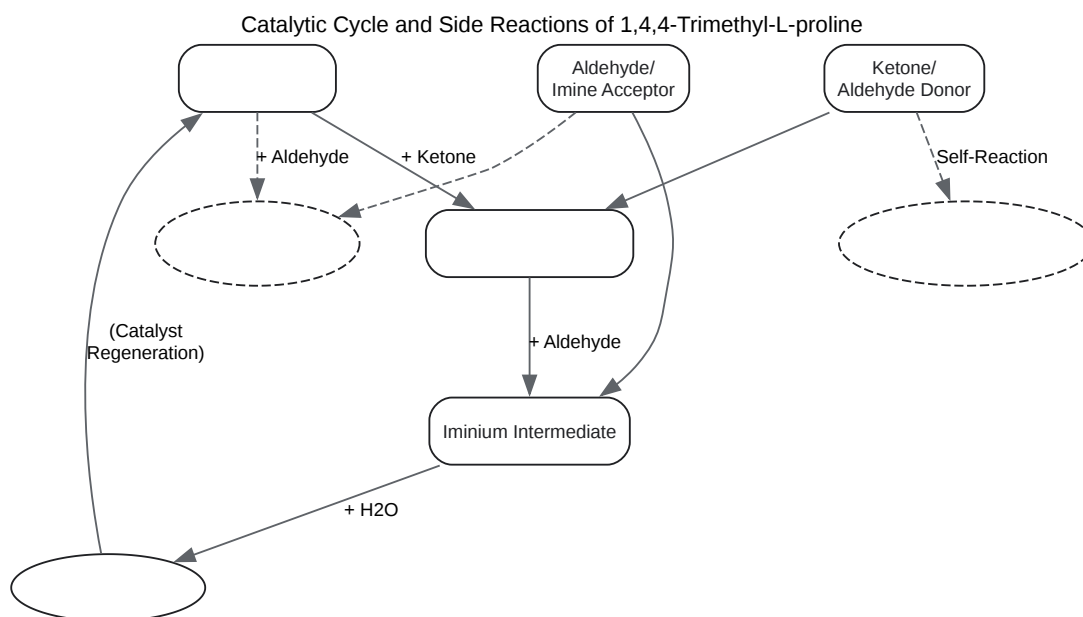 Catalytic Cycle and Side Reactions of 1,4,4-Trimethyl-L-proline
Aldehyde/
Imine Acceptor
Ketone/
Aldehyde Donor
+ Aldehyde
+ Ketone
Self-Reaction
(Catalyst
Regeneration)
+ Aldehyde
Iminium Intermediate
+ H2O